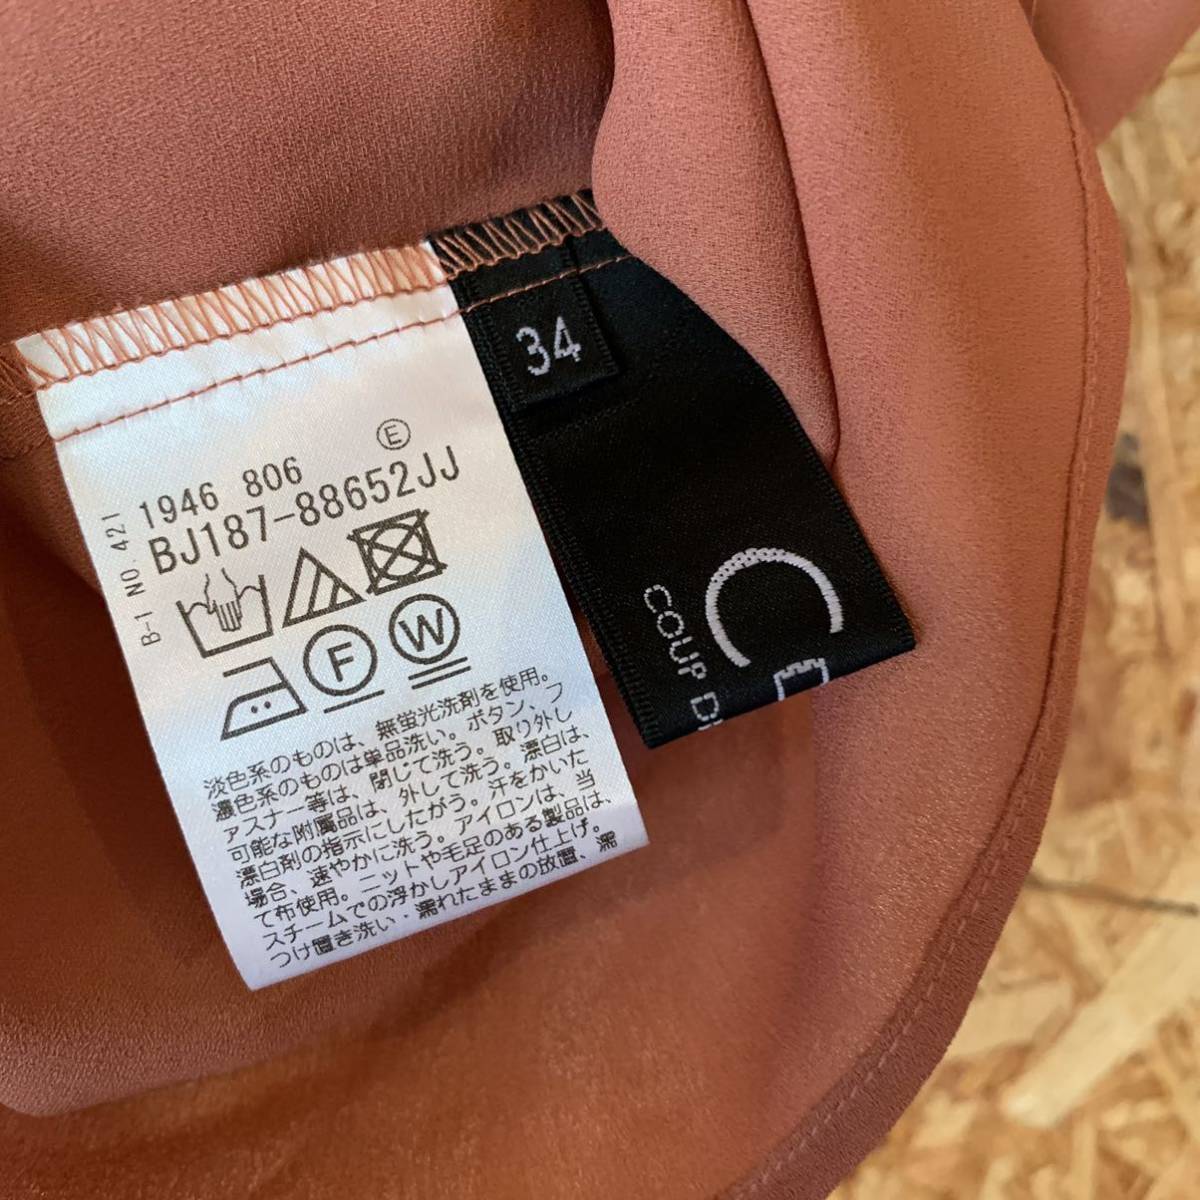 34
E
1946 806
BJ187-88652JJ
B-1 NO. 421
F
W
淡色系のものは、無蛍光洗剤を使用。
濃色系のものは単品洗い。ボタン、フ
ァスナー等は、閉じて洗う。取り外し
可能な附属品は、外して洗う。漂白は、
漂白剤の指示にしたがう。汗をかいた
場合、速やかに洗う。アイロンは、当
て布使用。ニットや毛足のある製品は、
スチームでの浮かしアイロン仕上げ。
つけ置き洗い・濡れたままの放置、濡
COUP